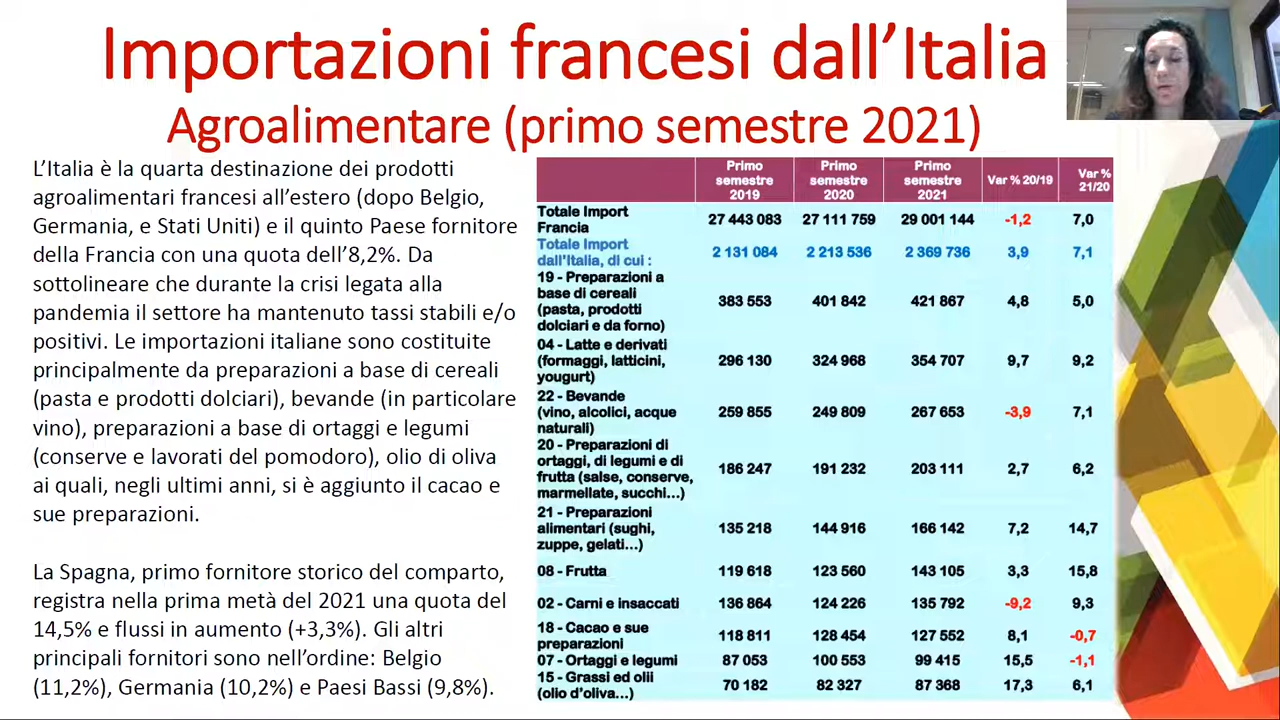 Importazioni francesi dall'Italia
Agroalimentare (primo semestre 2021)
L'Italia è la quarta destinazione dei prodotti
agroalimentari francesi all'estero (dopo Belgio,
Germania, e Stati Uniti) e il quinto Paese fornitore
della Francia con una quota dell'8,2%. Da
sottolineare che durante la crisi legata alla
pandemia il settore ha mantenuto tassi stabili e/o
positivi. Le importazioni italiane sono costituite
principalmente da preparazioni a base di cereali
(pasta e prodotti dolciari), bevande (in particolare
vino), preparazioni a base di ortaggi e legumi
(conserve e lavorati del pomodoro), olio di oliva
ai quali, negli ultimi anni, si è aggiunto il cacao e
sue preparazioni.
La Spagna, primo fornitore storico del comparto,
registra nella prima metà del 2021 una quota del
14,5% e flussi in aumento (+3,3%). Gli altri
principali fornitori sono nell'ordine: Belgio
(11,2%), Germania (10,2%) e Paesi Bassi (9,8%).
Primo semestre 2019 Primo semestre 2020 Primo semestre 2021 Var % 20/19 Var % 21/20
Totale Import
Francia 27 443 083 27 111 759 29 001 144 -1,2 7,0
Totale Import
dall'Italia, di cui : 2 131 084 2 213 536 2 369 736 3,9 7,1
19 - Preparazioni a
base di cereali
(pasta, prodotti
dolciari e da forno) 383 553 401 842 421 867 4,8 5,0
04 - Latte e derivati
(formaggi, latticini,
yougurt) 296 130 324 968 354 707 9,7 9,2
22 - Bevande
(vino, alcolici, acque
naturali) 259 855 249 809 267 653 -3,9 7,1
20 - Preparazioni di
ortaggi, di legumi e di
frutta (salse, conserve,
marmellate, succhi...) 186 247 191 232 203 111 2,7 6,2
21 - Preparazioni
alimentari (sughi,
zuppe, gelati...) 135 218 144 916 166 142 7,2 14,7
08 - Frutta 119 618 123 560 143 105 3,3 15,8
02 - Carni e insaccati 136 864 124 226 135 792 -9,2 9,3
18 - Cacao e sue
preparazioni 118 811 128 454 127 552 8,1 -0,7
07 - Ortaggi e legumi 87 053 100 553 99 415 15,5 -1,1
15 - Grassi ed olii
(olio d'oliva...) 70 182 82 327 87 368 17,3 6,1